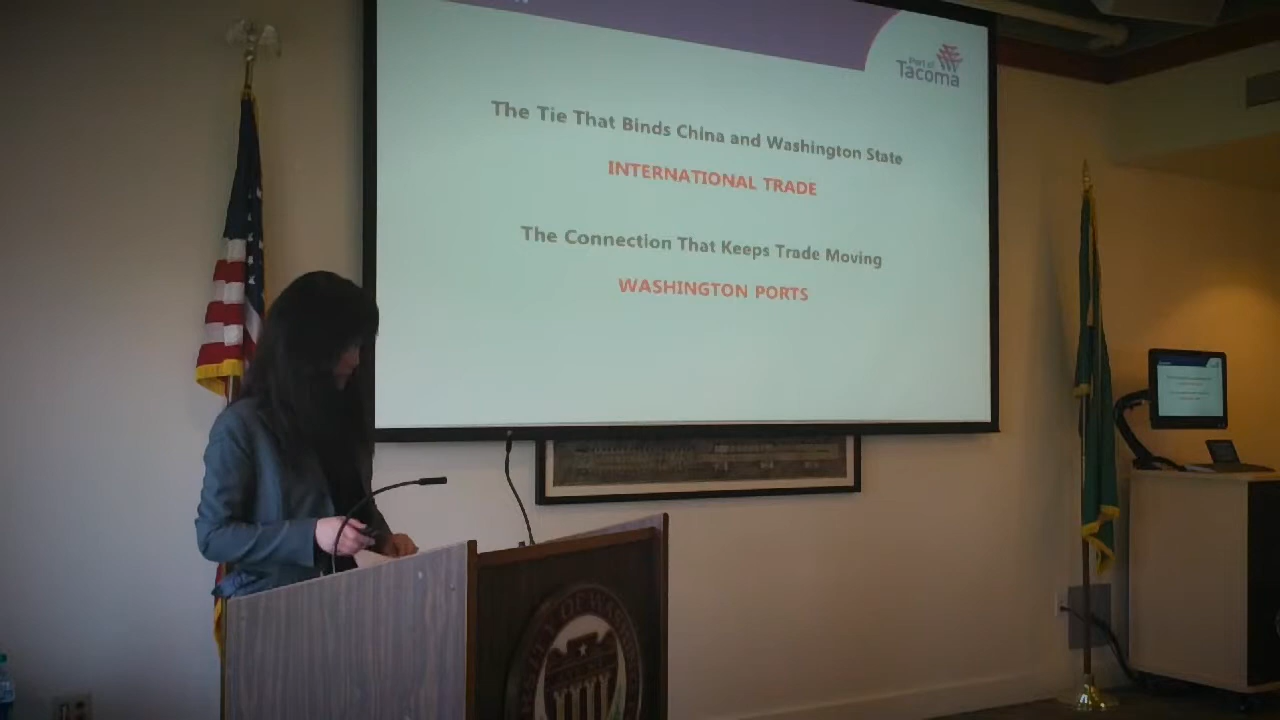 Port of
Tacoma
The Tie That Binds China and Washington State
INTERNATIONAL TRADE
The Connection That Keeps Trade Moving
WASHINGTON PORTS